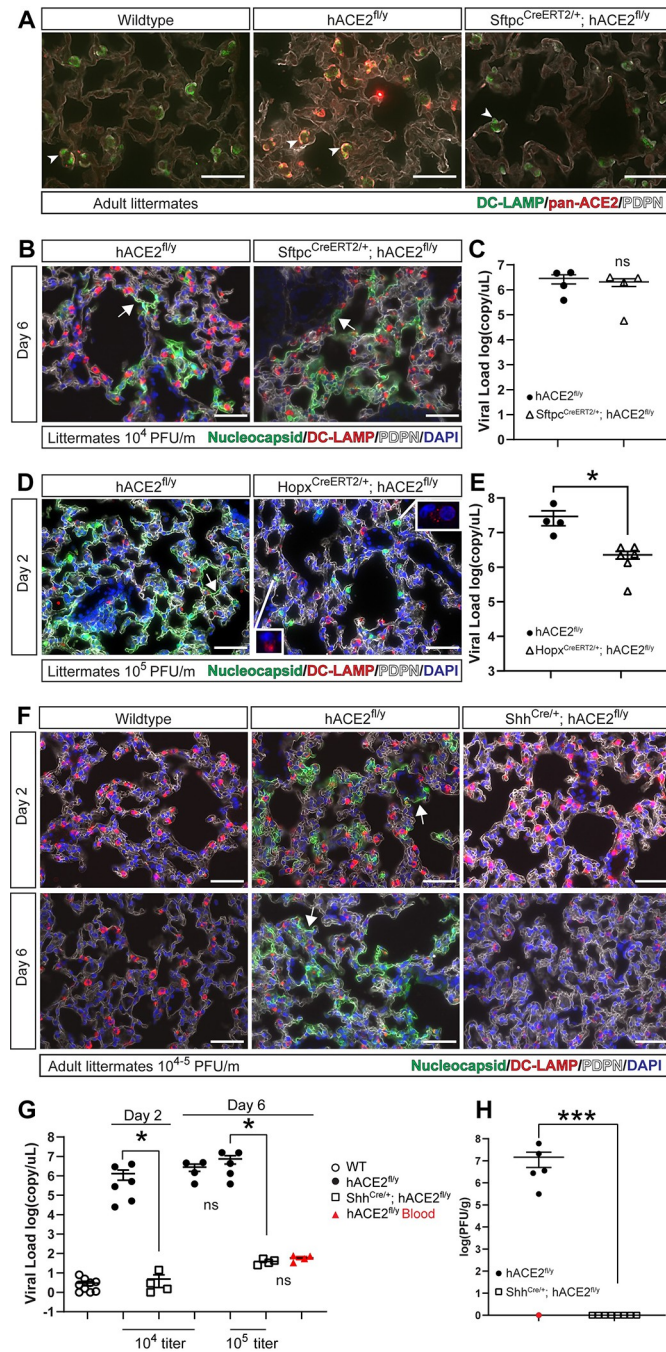 A
Wildtype hACE2fl/y SftpcCreERT2/+; hACE2fl/y
Adult littermates DC-LAMP/pan-ACE2/PDPN
B
hACE2fl/y SftpcCreERT2/+; hACE2fl/y
Day 6
Littermates 10⁴ PFU/m Nucleocapsid/DC-LAMP/PDPN/DAPI
C
ns
Viral Load log(copy/uL)
7
6
5
4
3
2
1
0
hACE2fl/y
SftpcCreERT2/+; hACE2fl/y
D
hACE2fl/y HopxCreERT2/+; hACE2fl/y
Day 2
Littermates 10⁵ PFU/m Nucleocapsid/DC-LAMP/PDPN/DAPI
E
*
Viral Load log(copy/uL)
8
7
6
5
4
3
hACE2fl/y
HopxCreERT2/+; hACE2fl/y
F
Wildtype hACE2fl/y ShhCre/+; hACE2fl/y
Day 2
Day 6
Adult littermates 10⁴⁻⁵ PFU/m Nucleocapsid/DC-LAMP/PDPN/DAPI
G
Day 2 Day 6
* *
Viral Load log(copy/uL)
8
7
6
5
4
3
2
1
0
-1
ns
ns
WT
hACE2fl/y
ShhCre/+; hACE2fl/y
hACE2fl/y Blood
10⁴ titer 10⁵ titer
H
***
log(PFU/g)
8
7
6
5
4
3
2
1
0
hACE2fl/y
ShhCre/+; hACE2fl/y